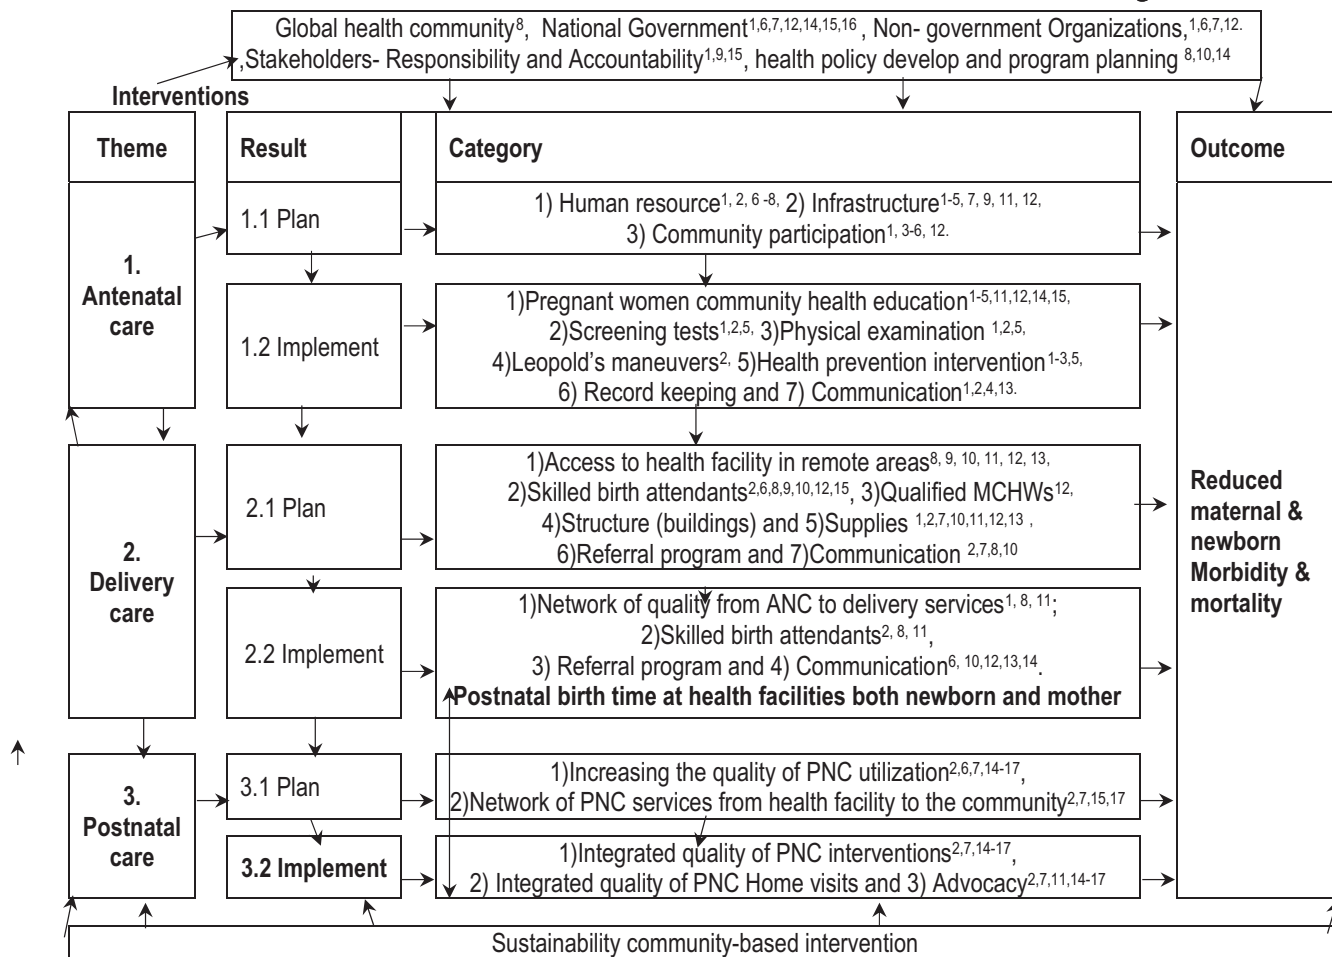 Global health community8, National Government1,6,7,12,14,15,16 , Non- government Organizations,1,6,7,12.
,Stakeholders- Responsibility and Accountability1,9,15, health policy develop and program planning 8,10,14
Interventions
Theme
Result
Category
Outcome
1.
Antenatal
care
1.1 Plan
1) Human resource1, 2, 6 -8, 2) Infrastructure1-5, 7, 9, 11, 12,
3) Community participation1, 3-6, 12.
1.2 Implement
1)Pregnant women community health education1-5,11,12,14,15,
2)Screening tests1,2,5, 3)Physical examination 1,2,5,
4)Leopold's maneuvers2, 5)Health prevention intervention1-3,5,
6) Record keeping and 7) Communication1,2,4,13.
2.
Delivery
care
2.1 Plan
1)Access to health facility in remote areas8, 9, 10, 11, 12, 13,
2)Skilled birth attendants2,6,8,9,10,12,15, 3)Qualified MCHWs12,
4)Structure (buildings) and 5)Supplies 1,2,7,10,11,12,13 ,
6)Referral program and 7)Communication 2,7,8,10
2.2 Implement
1)Network of quality from ANC to delivery services1, 8, 11;
2)Skilled birth attendants2, 8, 11,
3) Referral program and 4) Communication6, 10,12,13,14.
Postnatal birth time at health facilities both newborn and mother
3.
Postnatal
care
3.1 Plan
1)Increasing the quality of PNC utilization2,6,7,14-17,
2)Network of PNC services from health facility to the community2,7,15,17
3.2 Implement
1)Integrated quality of PNC interventions2,7,14-17,
2) Integrated quality of PNC Home visits and 3) Advocacy2,7,11,14-17
Reduced
maternal &
newborn
Morbidity &
mortality
Sustainability community-based intervention